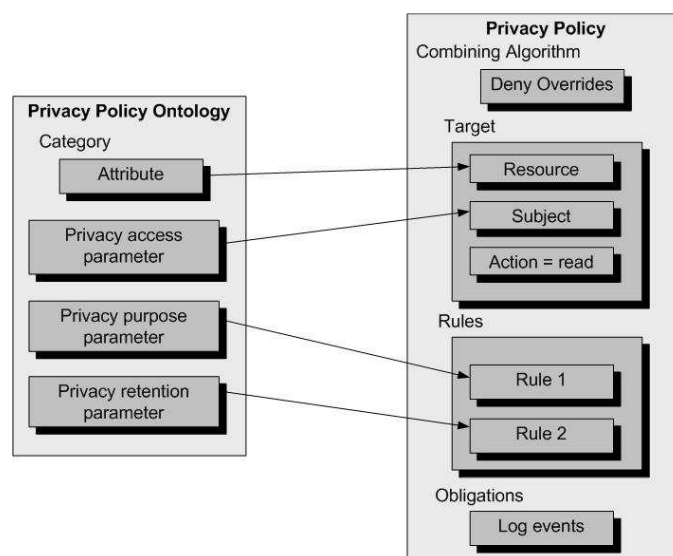 Privacy Policy Ontology
Category
Attribute
Privacy access
parameter
Privacy purpose
parameter
Privacy retention
parameter
Privacy Policy
Combining Algorithm
Deny Overrides
Target
Resource
Subject
Action = read
Rules
Rule 1
Rule 2
Obligations
Log events